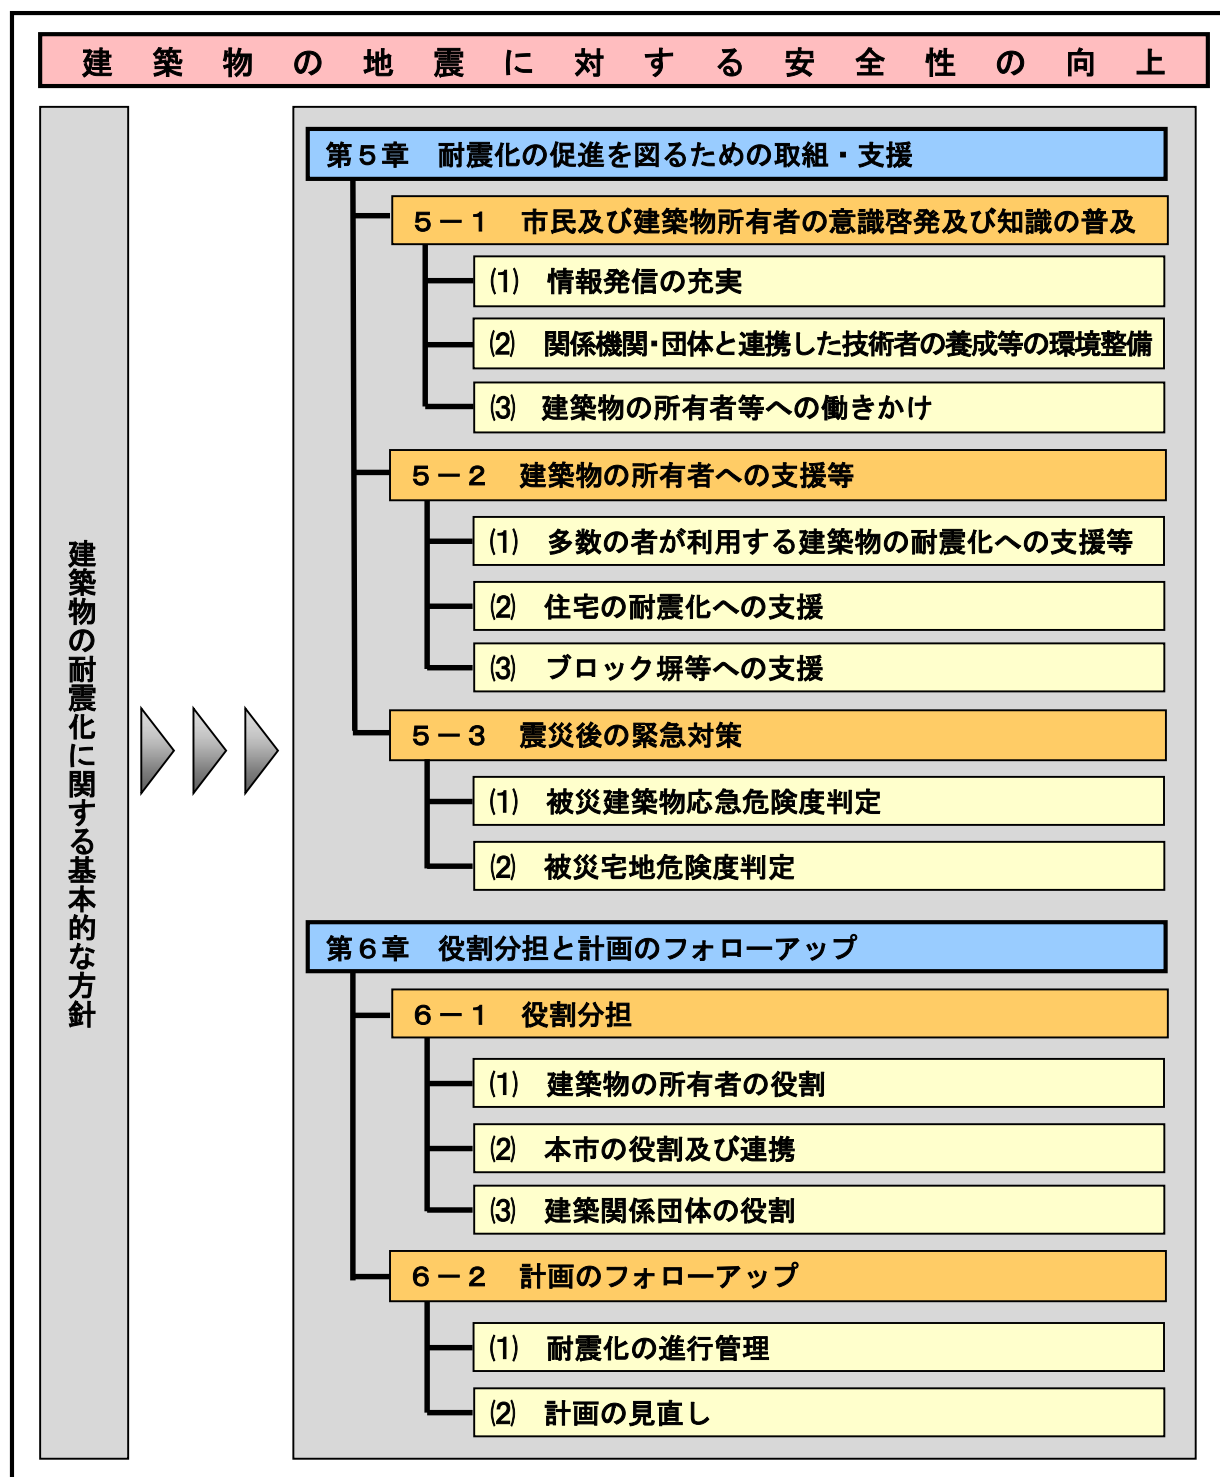 建築物の地震に対する安全性の向上
建築物の耐震化に関する基本的な方針
第５章　耐震化の促進を図るための取組・支援
５－１　市民及び建築物所有者の意識啓発及び知識の普及
⑴　情報発信の充実
⑵　関係機関・団体と連携した技術者の養成等の環境整備
⑶　建築物の所有者等への働きかけ
５－２　建築物の所有者への支援等
⑴　多数の者が利用する建築物の耐震化への支援等
⑵　住宅の耐震化への支援
⑶　ブロック塀等への支援
５－３　震災後の緊急対策
⑴　被災建築物応急危険度判定
⑵　被災宅地危険度判定
第６章　役割分担と計画のフォローアップ
６－１　役割分担
⑴　建築物の所有者の役割
⑵　本市の役割及び連携
⑶　建築関係団体の役割
６－２　計画のフォローアップ
⑴　耐震化の進行管理
⑵　計画の見直し